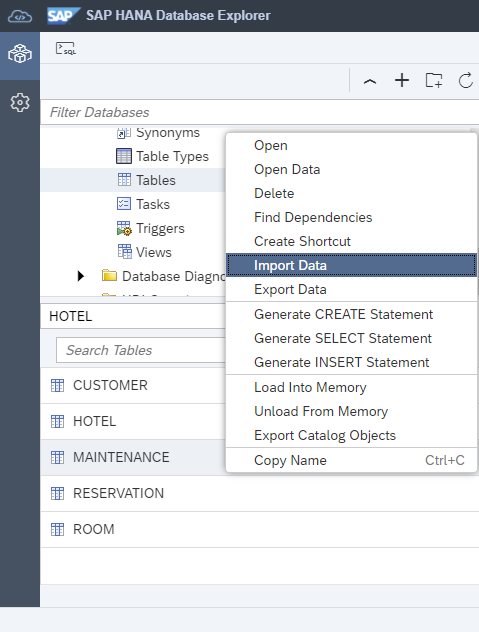 SAP SAP HANA Database Explorer
SQL
Filter Databases
Synonyms
Table Types
Tables
Tasks
Triggers
Views
Database Diagno
HOTEL
Search Tables
CUSTOMER
HOTEL
MAINTENANCE
RESERVATION
ROOM
Open
Open Data
Delete
Find Dependencies
Create Shortcut
Import Data
Export Data
Generate CREATE Statement
Generate SELECT Statement
Generate INSERT Statement
Load Into Memory
Unload From Memory
Export Catalog Objects
Copy Name Ctrl+C